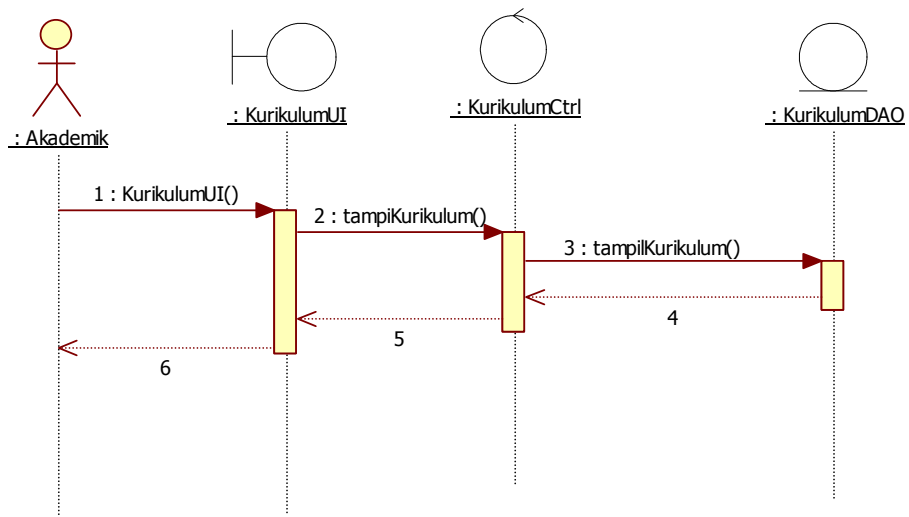 : KurikulumUI
: KurikulumCtrl
: KurikulumDAO
: Akademik
1 : KurikulumUI()
2 : tampiKurikulum()
3 : tampilKurikulum()
4
5
6